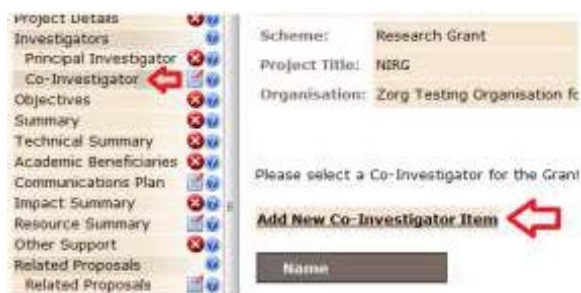 Project Details
Investigators
Principal Investigator
Co-Investigator
Objectives
Summary
Technical Summary
Academic Beneficiaries
Communications Plan
Impact Summary
Resource Summary
Other Support
Related Proposals
Related Proposals
Scheme: Research Grant
Project Title: NIRG
Organisation: Zorg Testing Organisation fo
Please select a Co-Investigator for the Grant
Add New Co-Investigator Item
Name